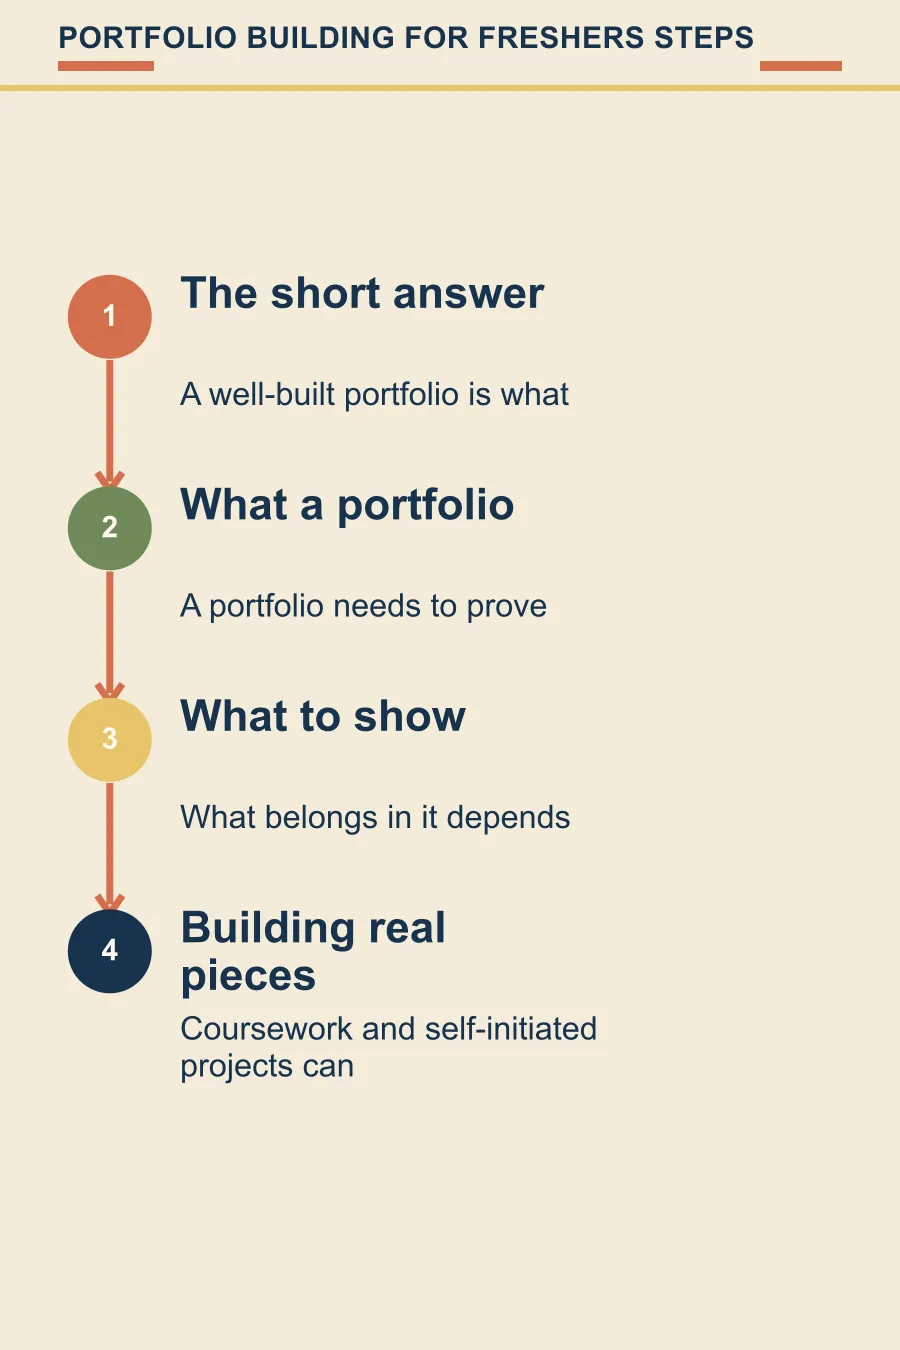 PORTFOLIO BUILDING FOR FRESHERS STEPS
1
The short answer
A well-built portfolio is what
2
What a portfolio
A portfolio needs to prove
3
What to show
What belongs in it depends
4
Building real
pieces
Coursework and self-initiated
projects can